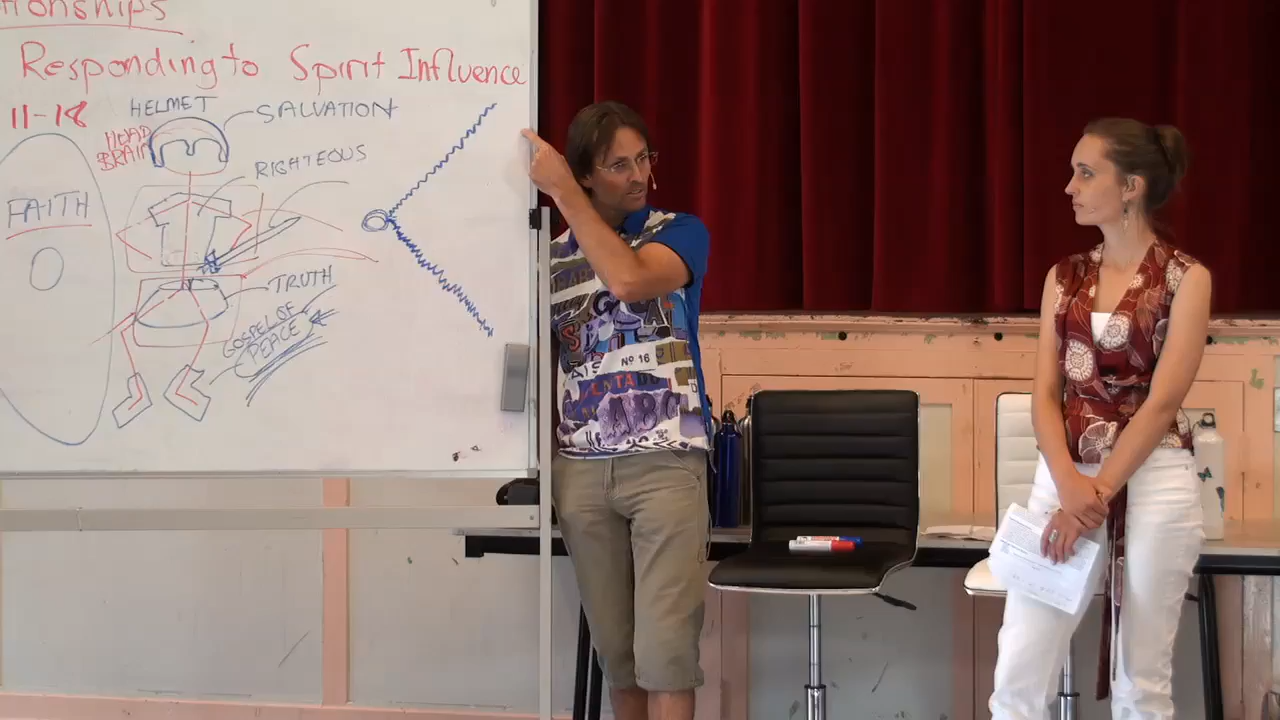 tionships
Responding to Spirit Influence
11-18
HELMET
SALVATION
HEAD
BRAIN
RIGHTEOUS
FAITH
TRUTH
GOSPEL OF
PEACE
No 16
ABC